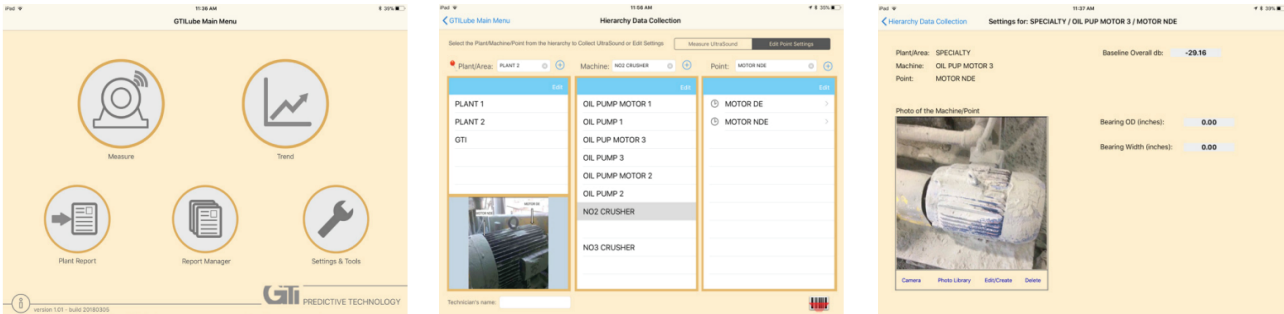 iPad
11:36 AM
39%
GTILube Main Menu
Measure
Trend
Plant Report
Report Manager
Settings & Tools
GTi PREDICTIVE TECHNOLOGY
version 1.01 - build 20180306
iPad
11:08 AM
39%
GTILube Main Menu
Hierarchy Data Collection
Select the Plant/Machine/Point from the hierarchy to Collect UltraSound or Edit Settings
Measure UltraSound
Edit Point Settings
Plant/Area: PLANT 2
Machine: NO2 CRUSHER
Point: MOTOR NDE
Edit
Edit
Edit
PLANT 1
PLANT 2
GTI
OIL PUMP MOTOR 1
OIL PUMP 1
OIL PUP MOTOR 3
OIL PUMP 3
OIL PUMP MOTOR 2
OIL PUMP 2
NO2 CRUSHER
NO3 CRUSHER
MOTOR DE
MOTOR NDE
MOTOR NDE
MOTOR DE
Technician's name:
iPad
11:37 AM
39%
Hierarchy Data Collection
Settings for: SPECIALTY / OIL PUP MOTOR 3 / MOTOR NDE
Plant/Area: SPECIALTY
Machine: OIL PUP MOTOR 3
Point: MOTOR NDE
Baseline Overall db: -29.16
Photo of the Machine/Point
Bearing OD (inches): 0.00
Bearing Width (inches): 0.00
Camera
Photo Library
Edit/Create
Delete